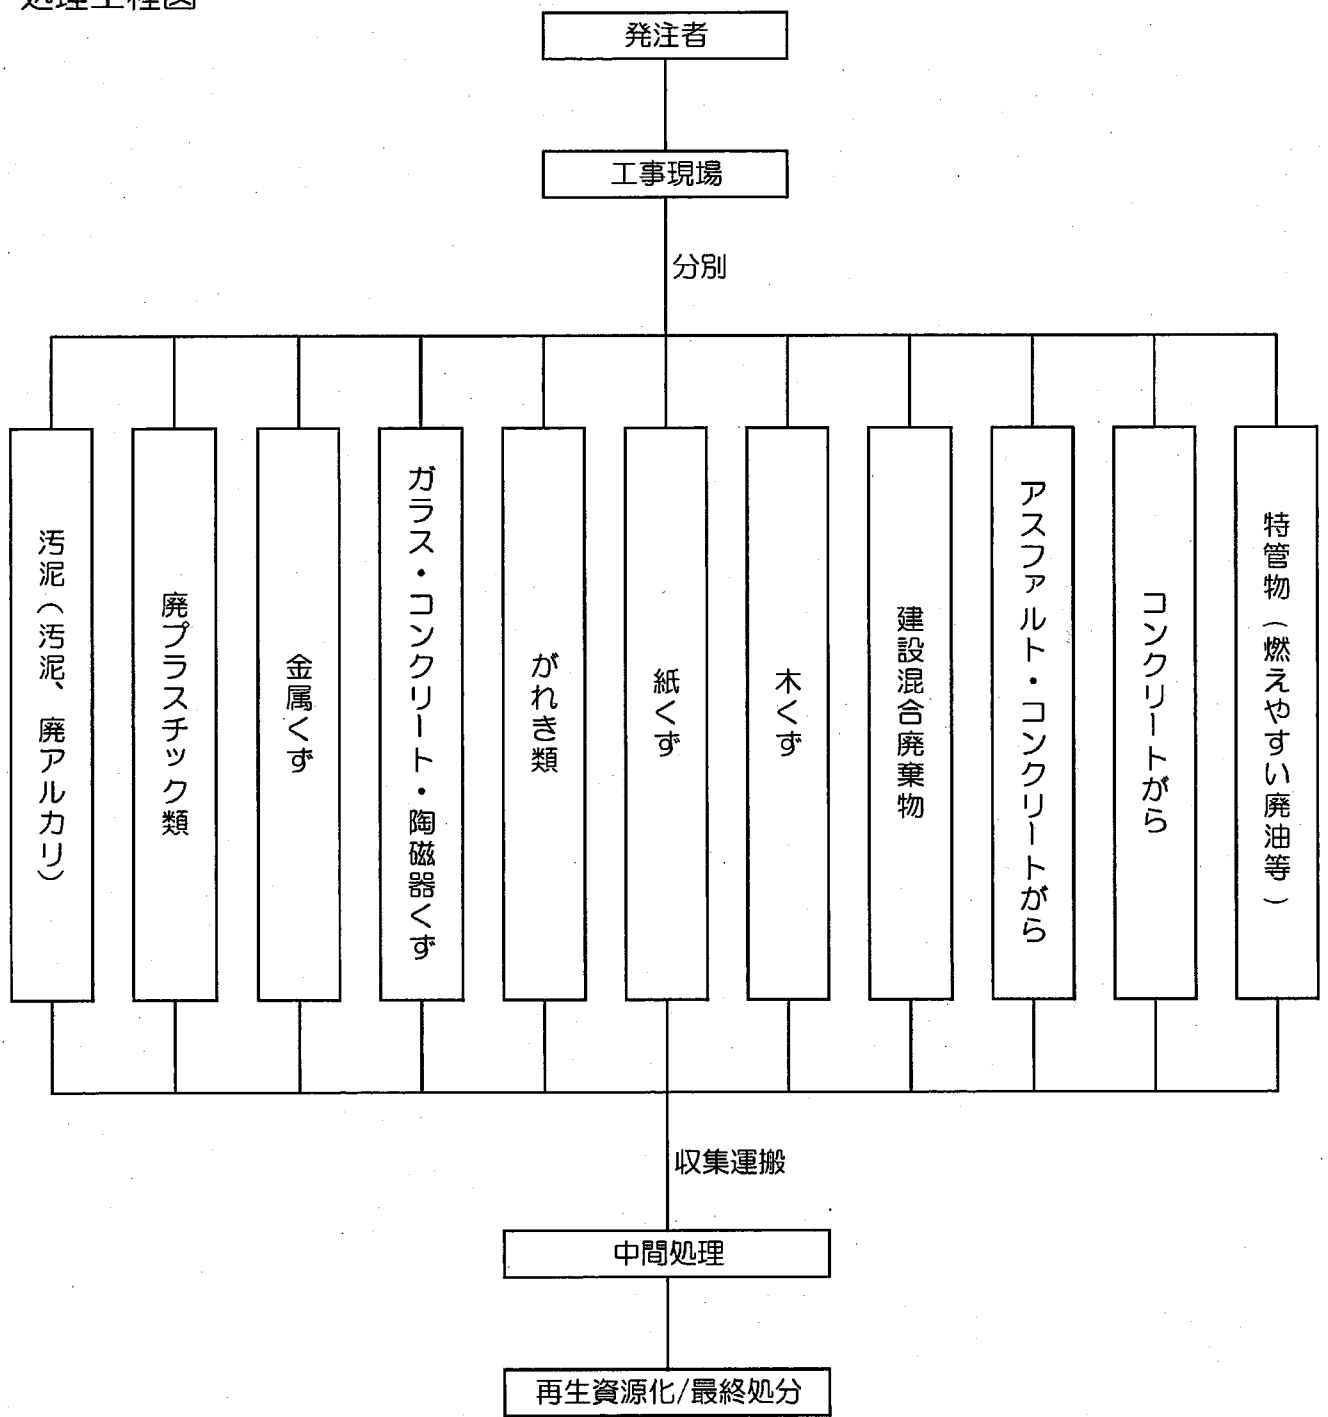 処理工程図
発注者
工事現場
分別
汚泥（汚泥、廃アルカリ）
廃プラスチック類
金属くず
ガラス・コンクリート・陶磁器くず
がれき類
紙くず
木くず
建設混合廃棄物
アスファルト・コンクリートがら
コンクリートがら
特管物（燃えやすい廃油等）
収集運搬
中間処理
再生資源化/最終処分